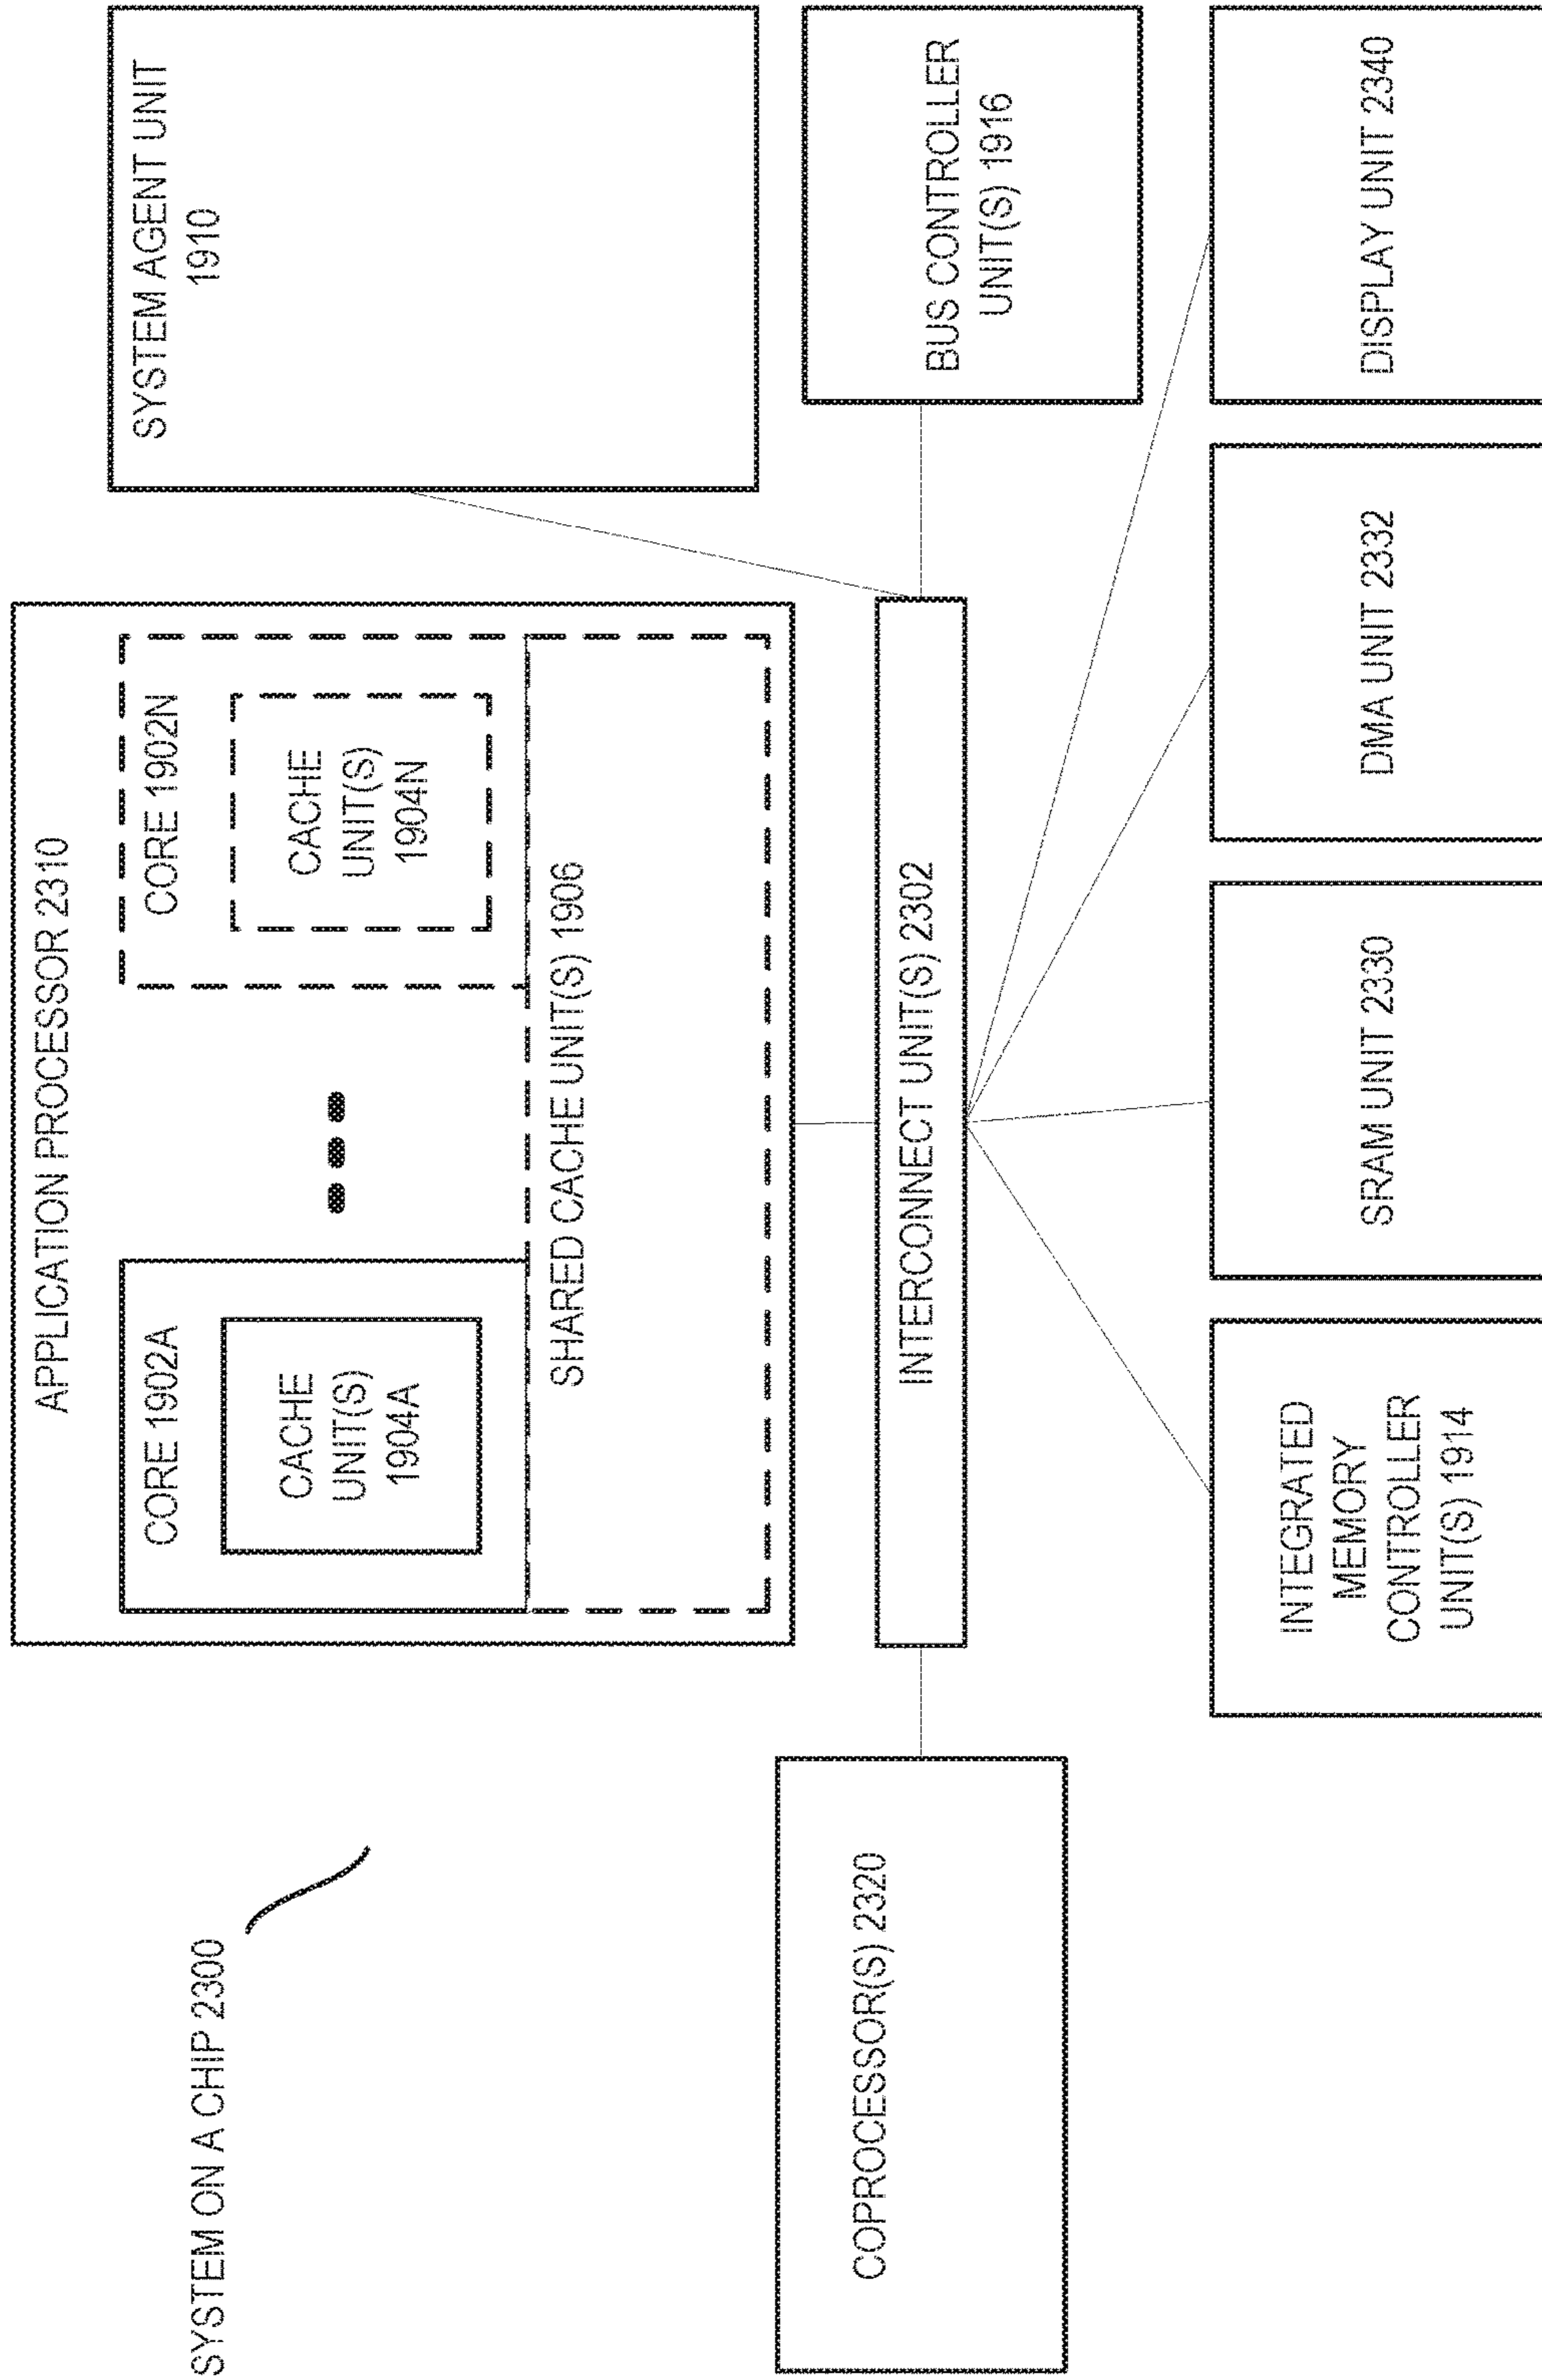 SYSTEM ON A CHIP 2300
APPLICATION PROCESSOR 2310
CORE 1902A
CACHE
UNIT(S)
1904A
CORE 1902N
CACHE
UNIT(S)
1904N
SHARED CACHE UNIT(S) 1906
SYSTEM AGENT UNIT
1910
COPROCESSOR(S) 2320
INTERCONNECT UNIT(S) 2302
BUS CONTROLLER
UNIT(S) 1916
INTEGRATED
MEMORY
CONTROLLER
UNIT(S) 1914
SRAM UNIT 2330
DMA UNIT 2332
DISPLAY UNIT 2340